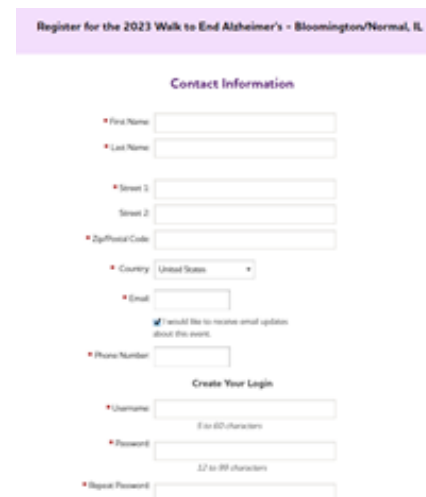 Register for the 2023 Walk to End Alzheimer's - Bloomington/Normal, IL
Contact Information
* First Name:
* Last Name:
* Street 1:
Street 2:
* Zip/Postal Code:
* Country: United States
* Email:
I would like to receive email updates
about this event.
* Phone Number:
Create Your Login
* Username:
5 to 60 characters
* Password:
12 to 99 characters
* Repeat Password: